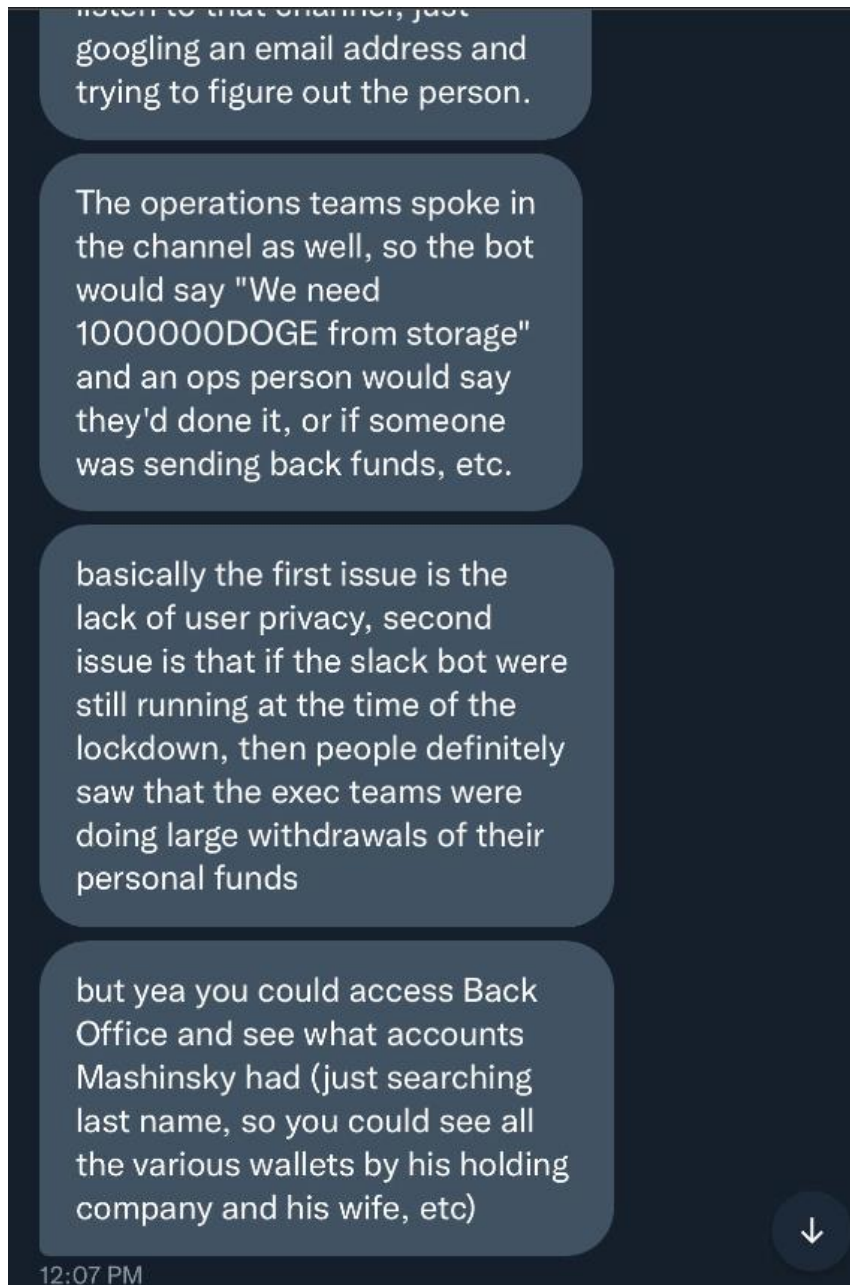 listen to that channel, just
googling an email address and
trying to figure out the person.
The operations teams spoke in
the channel as well, so the bot
would say "We need
1000000DOGE from storage"
and an ops person would say
they'd done it, or if someone
was sending back funds, etc.
basically the first issue is the
lack of user privacy, second
issue is that if the slack bot were
still running at the time of the
lockdown, then people definitely
saw that the exec teams were
doing large withdrawals of their
personal funds
but yea you could access Back
Office and see what accounts
Mashinsky had (just searching
last name, so you could see all
the various wallets by his holding
company and his wife, etc)
12:07 PM